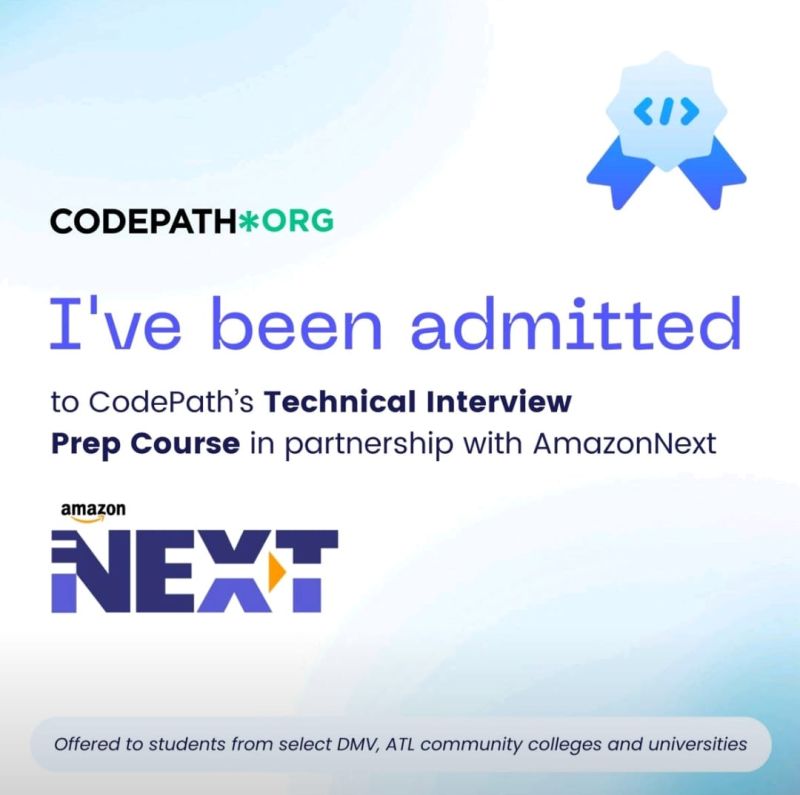 </>
CODEPATH*ORG
I've been admitted
to CodePath's Technical Interview
Prep Course in partnership with AmazonNext
amazon
NEXT
Offered to students from select DMV, ATL community colleges and universities